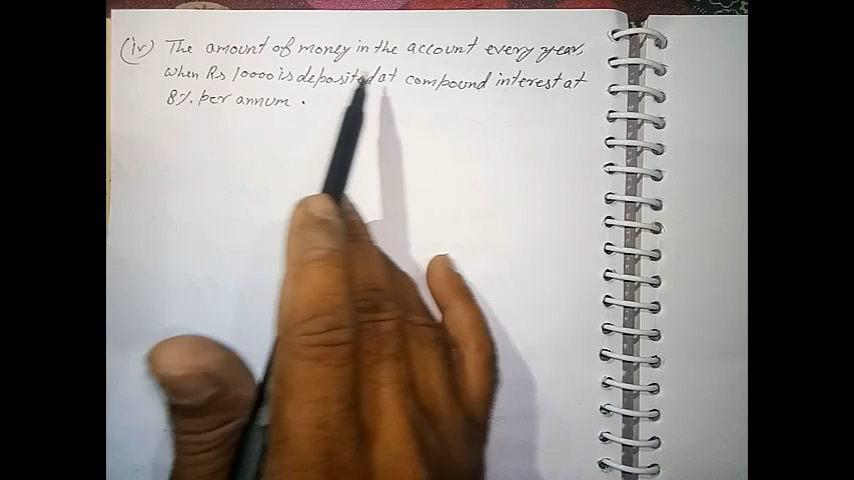 (iv) The amount of money in the account every year,
when Rs 10000 is deposited at compound interest at
8% per annum.